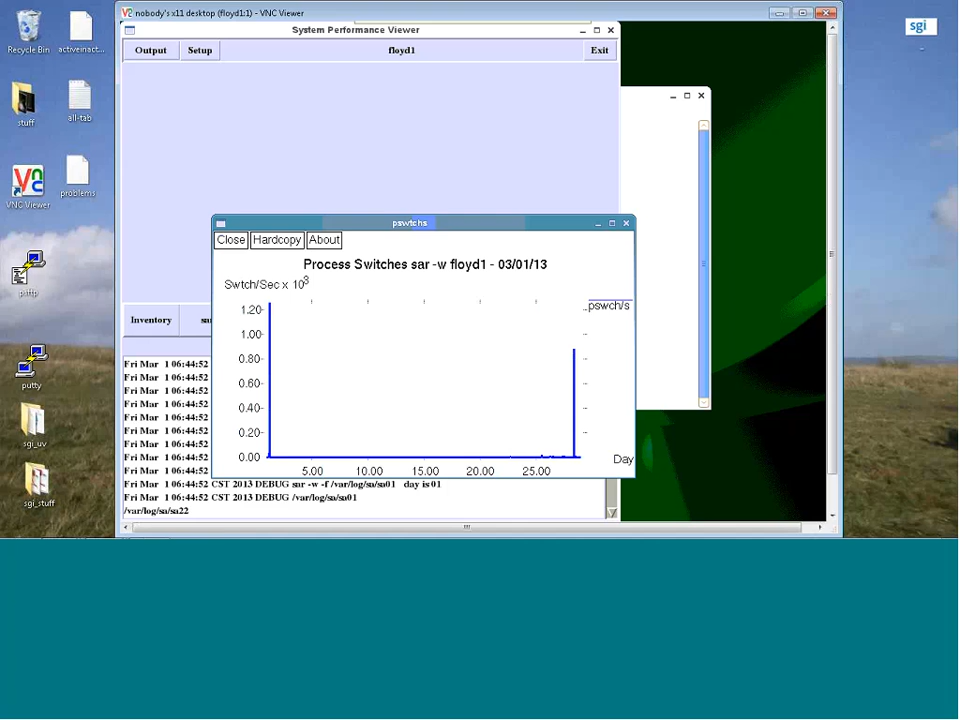 nobody's x11 desktop (floyd1:1) - VNC Viewer
System Performance Viewer
Output Setup floyd1 Exit
Recycle Bin
activeinact...
stuff
all-tab
VNC Viewer
problems
psftp
putty
sgi_uv
sgi_stuff
sgi
pswtchs
Close Hardcopy About
Process Switches sar -w floyd1 - 03/01/13
Swtch/Sec x 10³
pswch/s
1.20
1.00
0.80
0.60
0.40
0.20
0.00
5.00 10.00 15.00 20.00 25.00
Day
Inventory
Fri Mar 1 06:44:52
Fri Mar 1 06:44:52
Fri Mar 1 06:44:52
Fri Mar 1 06:44:52
Fri Mar 1 06:44:52
Fri Mar 1 06:44:52
Fri Mar 1 06:44:52
Fri Mar 1 06:44:52
Fri Mar 1 06:44:52
Fri Mar 1 06:44:52 CST 2013 DEBUG sar -w -f /var/log/sa/sa01 day is 01
Fri Mar 1 06:44:52 CST 2013 DEBUG /var/log/sa/sa01
/var/log/sa/sa22